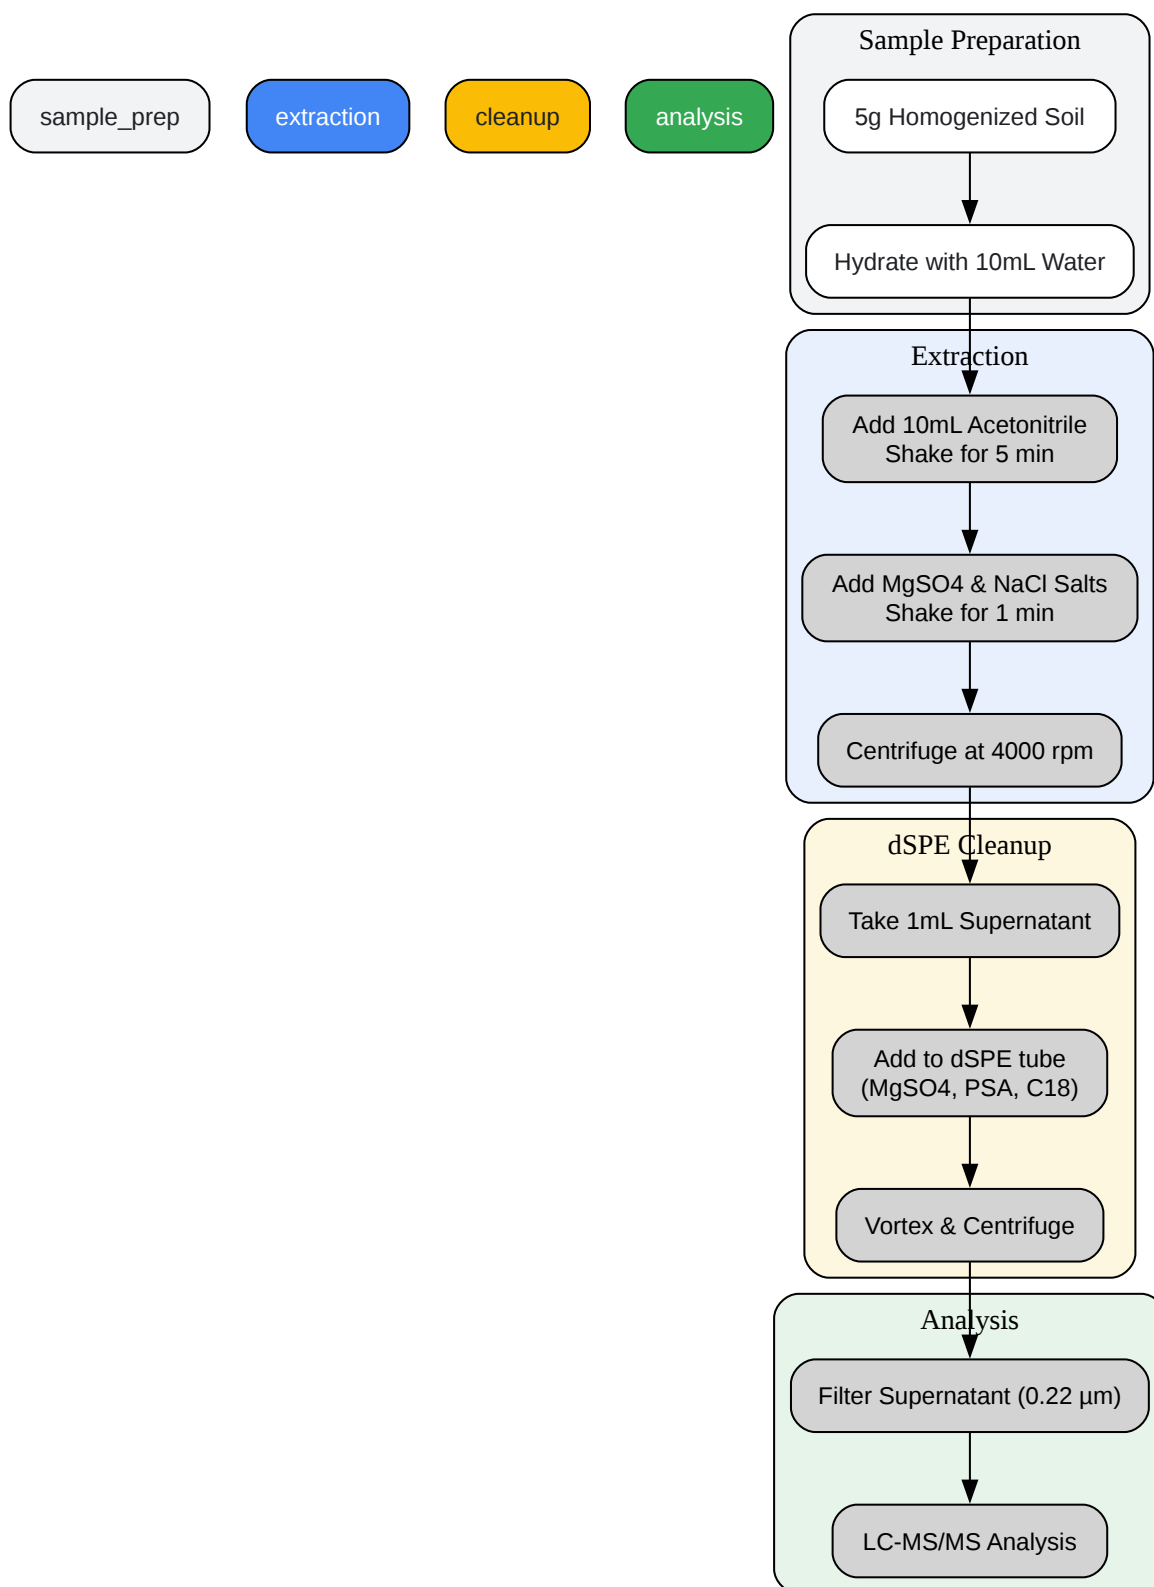 Sample Preparation
sample_prep
extraction
cleanup
analysis
5g Homogenized Soil
Hydrate with 10mL Water
Extraction
Add 10mL Acetonitrile
Shake for 5 min
Add MgSO4 & NaCl Salts
Shake for 1 min
Centrifuge at 4000 rpm
dSPE Cleanup
Take 1mL Supernatant
Add to dSPE tube
(MgSO4, PSA, C18)
Vortex & Centrifuge
Analysis
Filter Supernatant (0.22 µm)
LC-MS/MS Analysis